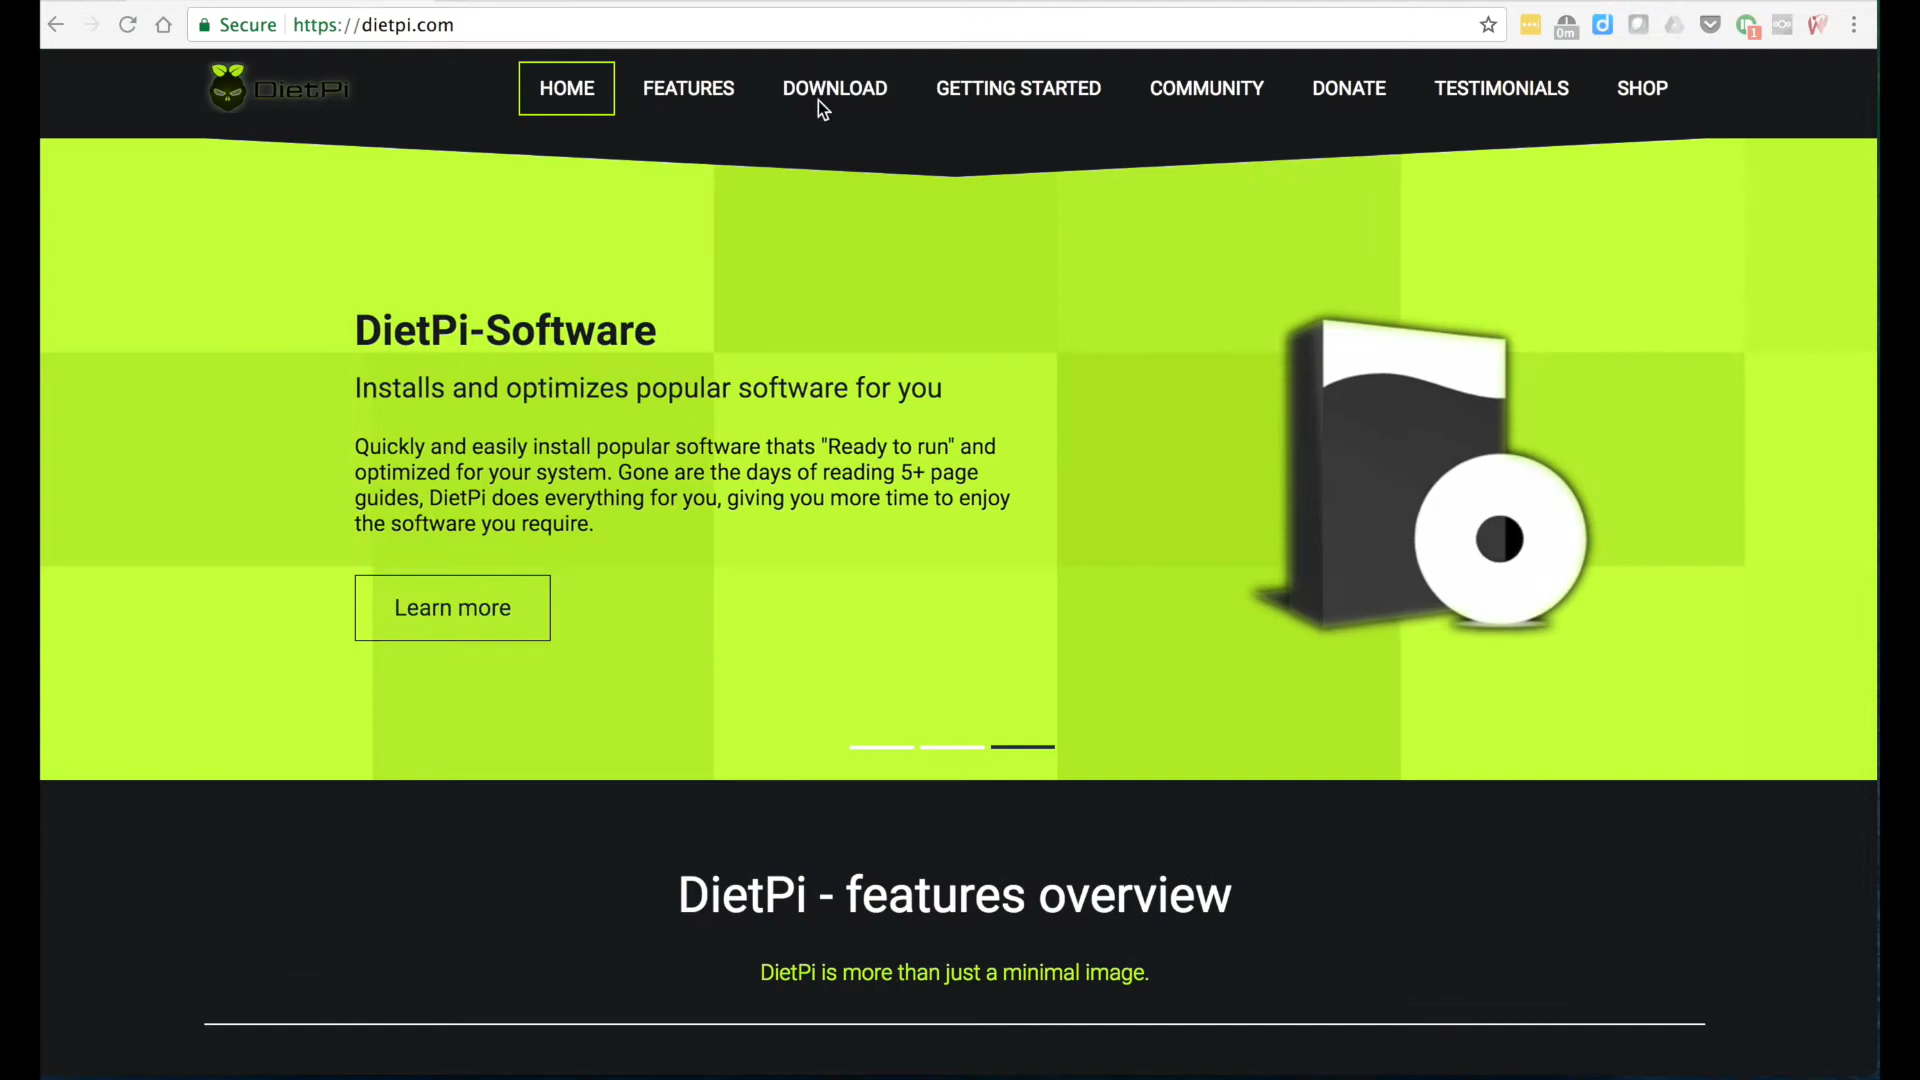 Secure https://dietpi.com
0m
1
DietPi
HOME FEATURES DOWNLOAD GETTING STARTED COMMUNITY DONATE TESTIMONIALS SHOP
DietPi-Software
Installs and optimizes popular software for you
Quickly and easily install popular software thats "Ready to run" and
optimized for your system. Gone are the days of reading 5+ page
guides, DietPi does everything for you, giving you more time to enjoy
the software you require.
Learn more
DietPi - features overview
DietPi is more than just a minimal image.